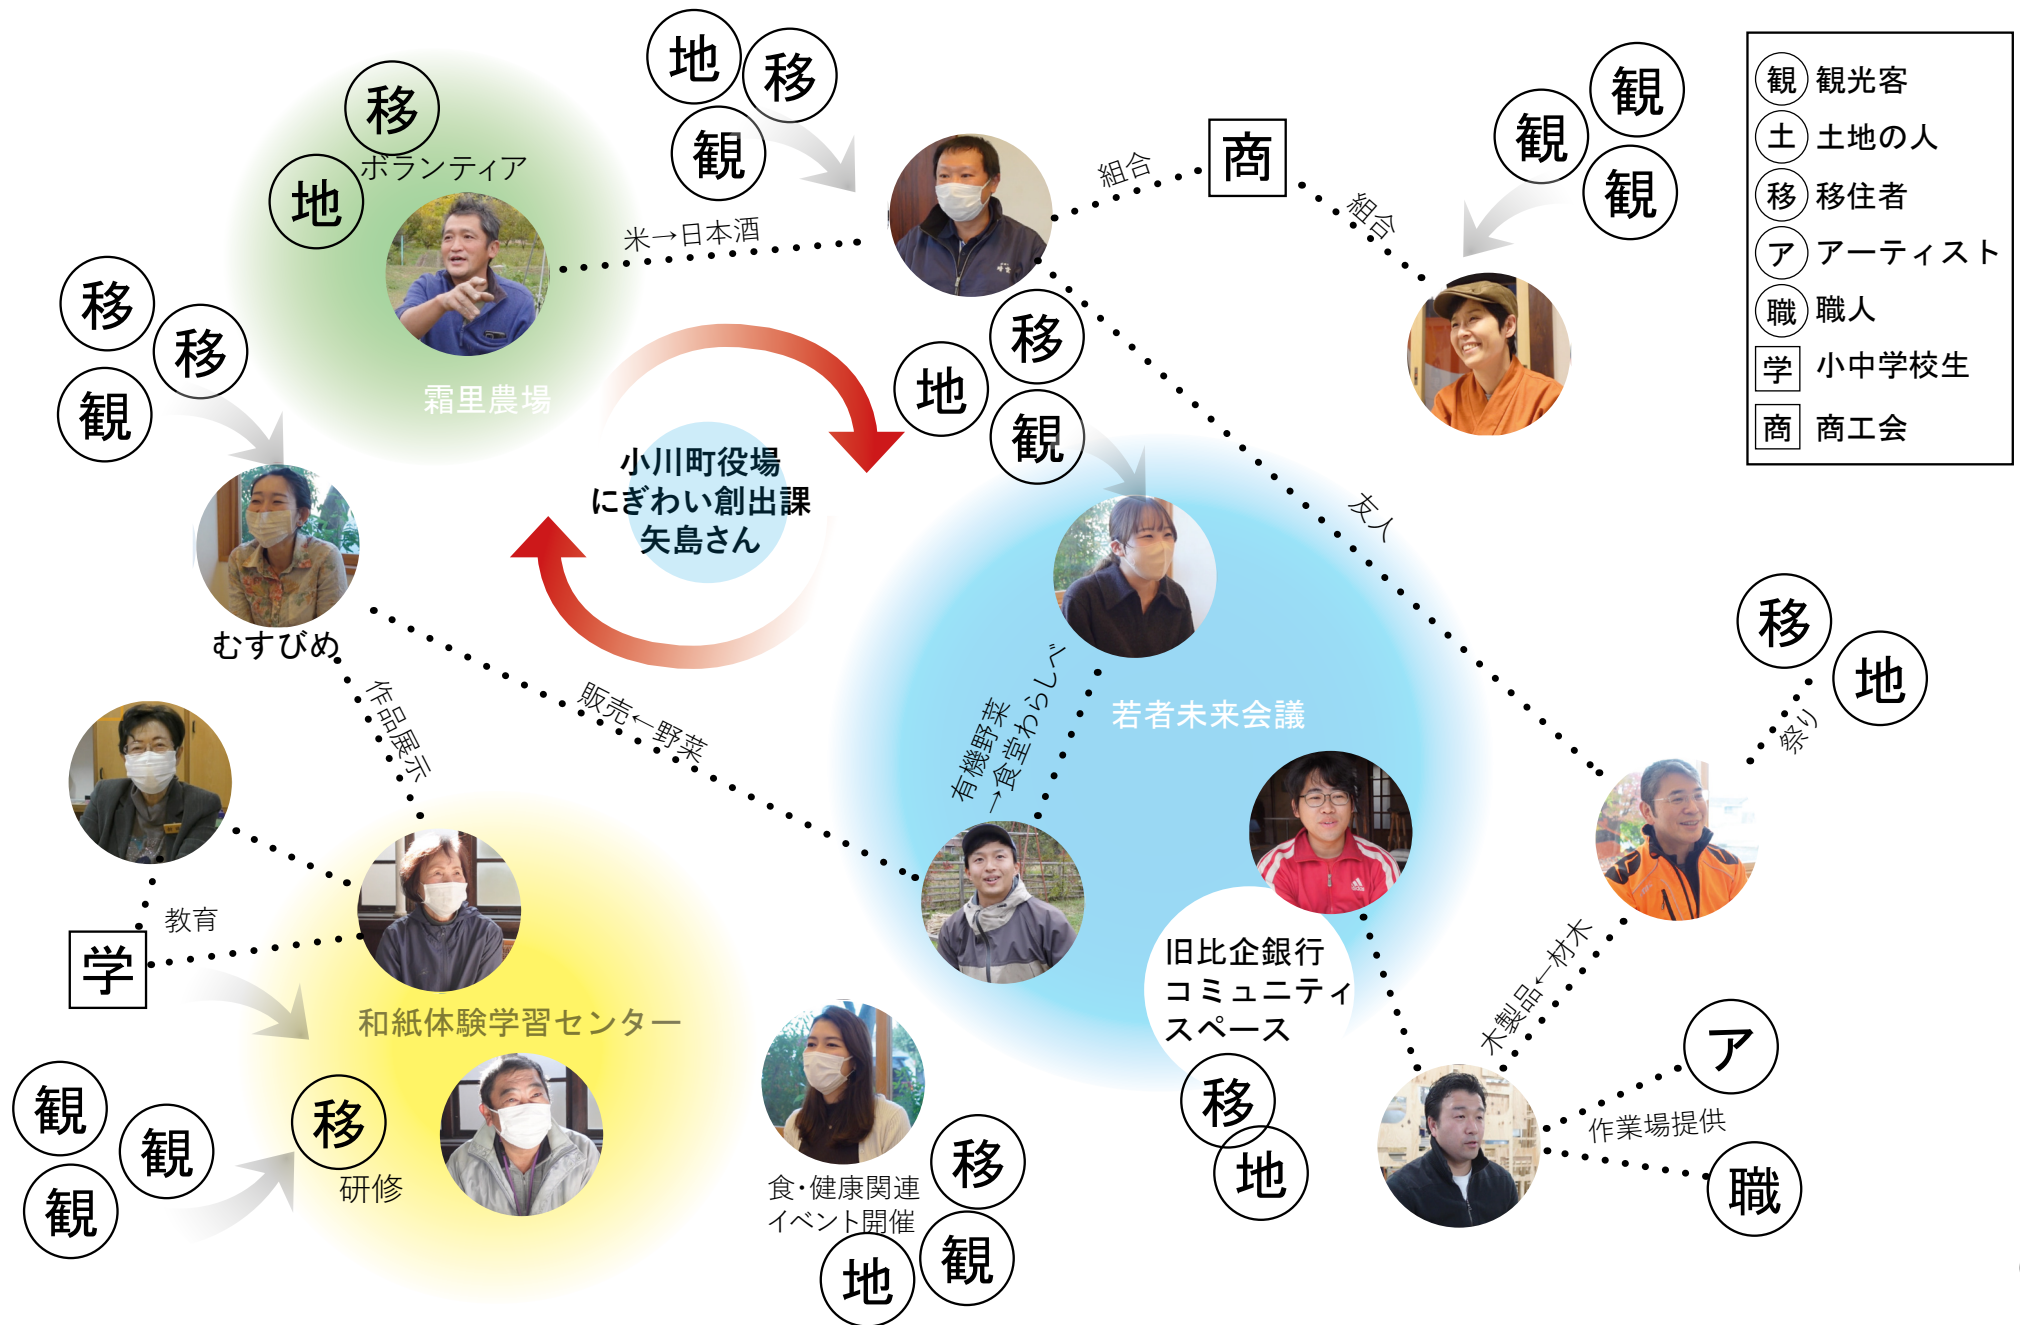 地
移
観
観
観
観
移
ボランティア
地
霜里農場
米→日本酒
組合
商
組合
観 観光客
土 土地の人
移 移住者
ア アーティスト
職 職人
学 小中学校生
商 商工会
移
移
観
むすびめ
小川町役場
にぎわい創出課
矢島さん
移
地
観
友人
若者未来会議
有機野菜
→食堂わらしべ
販売←野菜
作品展示
教育
学
和紙体験学習センター
観
観
観
移
研修
食・健康関連
イベント開催
移
観
地
旧比企銀行
コミュニティ
スペース
移
地
移
地
祭り
木製品←材木
ア
作業場提供
職